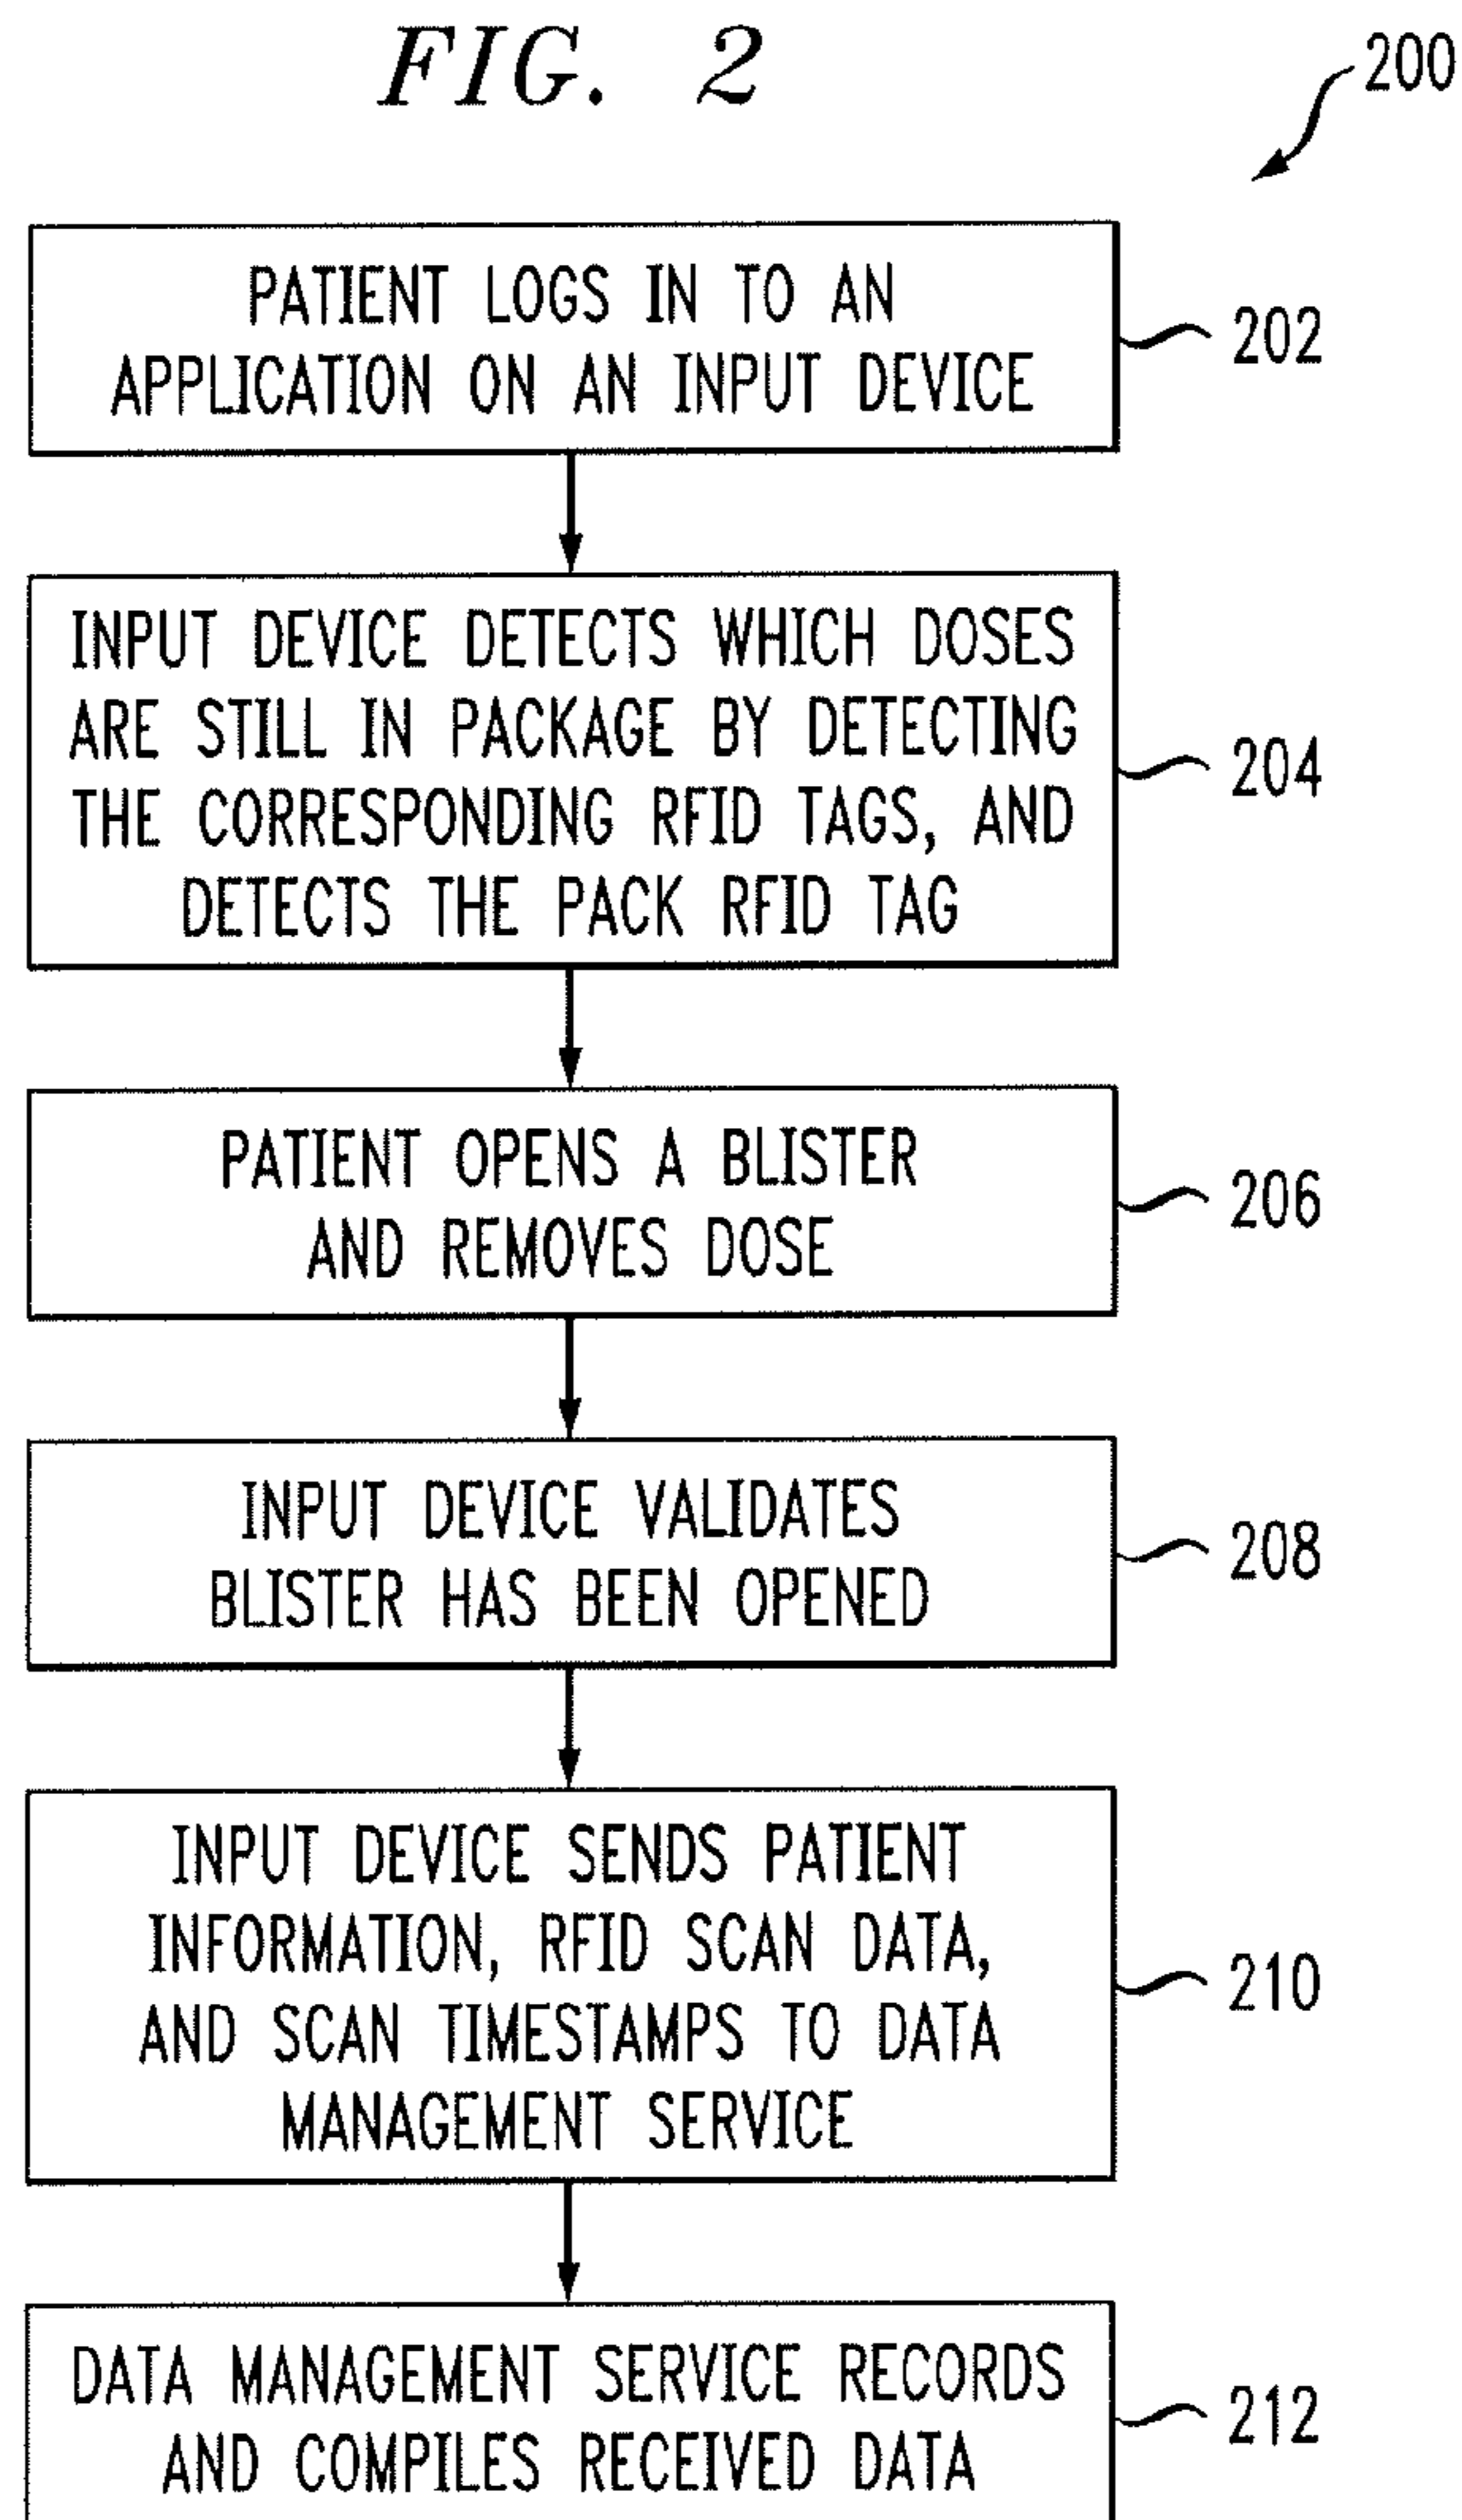 FIG. 2
200
PATIENT LOGS IN TO AN
APPLICATION ON AN INPUT DEVICE
202
INPUT DEVICE DETECTS WHICH DOSES
ARE STILL IN PACKAGE BY DETECTING
THE CORRESPONDING RFID TAGS, AND
DETECTS THE PACK RFID TAG
204
PATIENT OPENS A BLISTER
AND REMOVES DOSE
206
INPUT DEVICE VALIDATES
BLISTER HAS BEEN OPENED
208
INPUT DEVICE SENDS PATIENT
INFORMATION, RFID SCAN DATA,
AND SCAN TIMESTAMPS TO DATA
MANAGEMENT SERVICE
210
DATA MANAGEMENT SERVICE RECORDS
AND COMPILES RECEIVED DATA
212